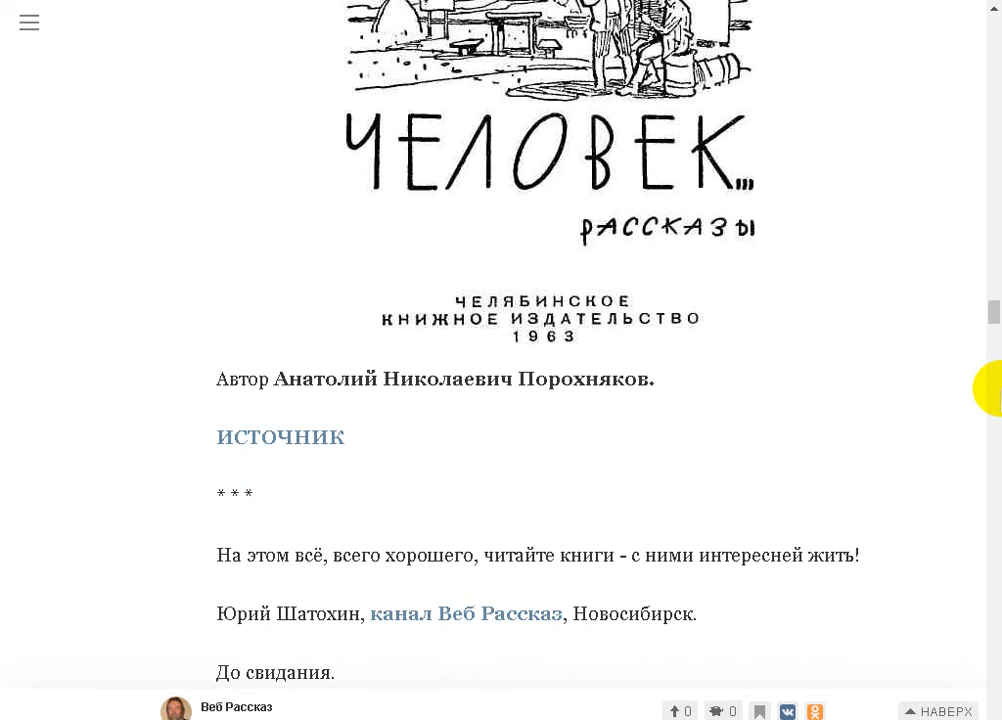 ЧЕЛОВЕК...
рассказы
ЧЕЛЯБИНСКОЕ
КНИЖНОЕ ИЗДАТЕЛЬСТВО
1963
Автор Анатолий Николаевич Порохняков.
ИСТОЧНИК
* * *
На этом всё, всего хорошего, читайте книги - с ними интересней жить!
Юрий Шатохин, канал Веб Рассказ, Новосибирск.
До свидания.
Веб Рассказ 0 0 НАВЕРХ